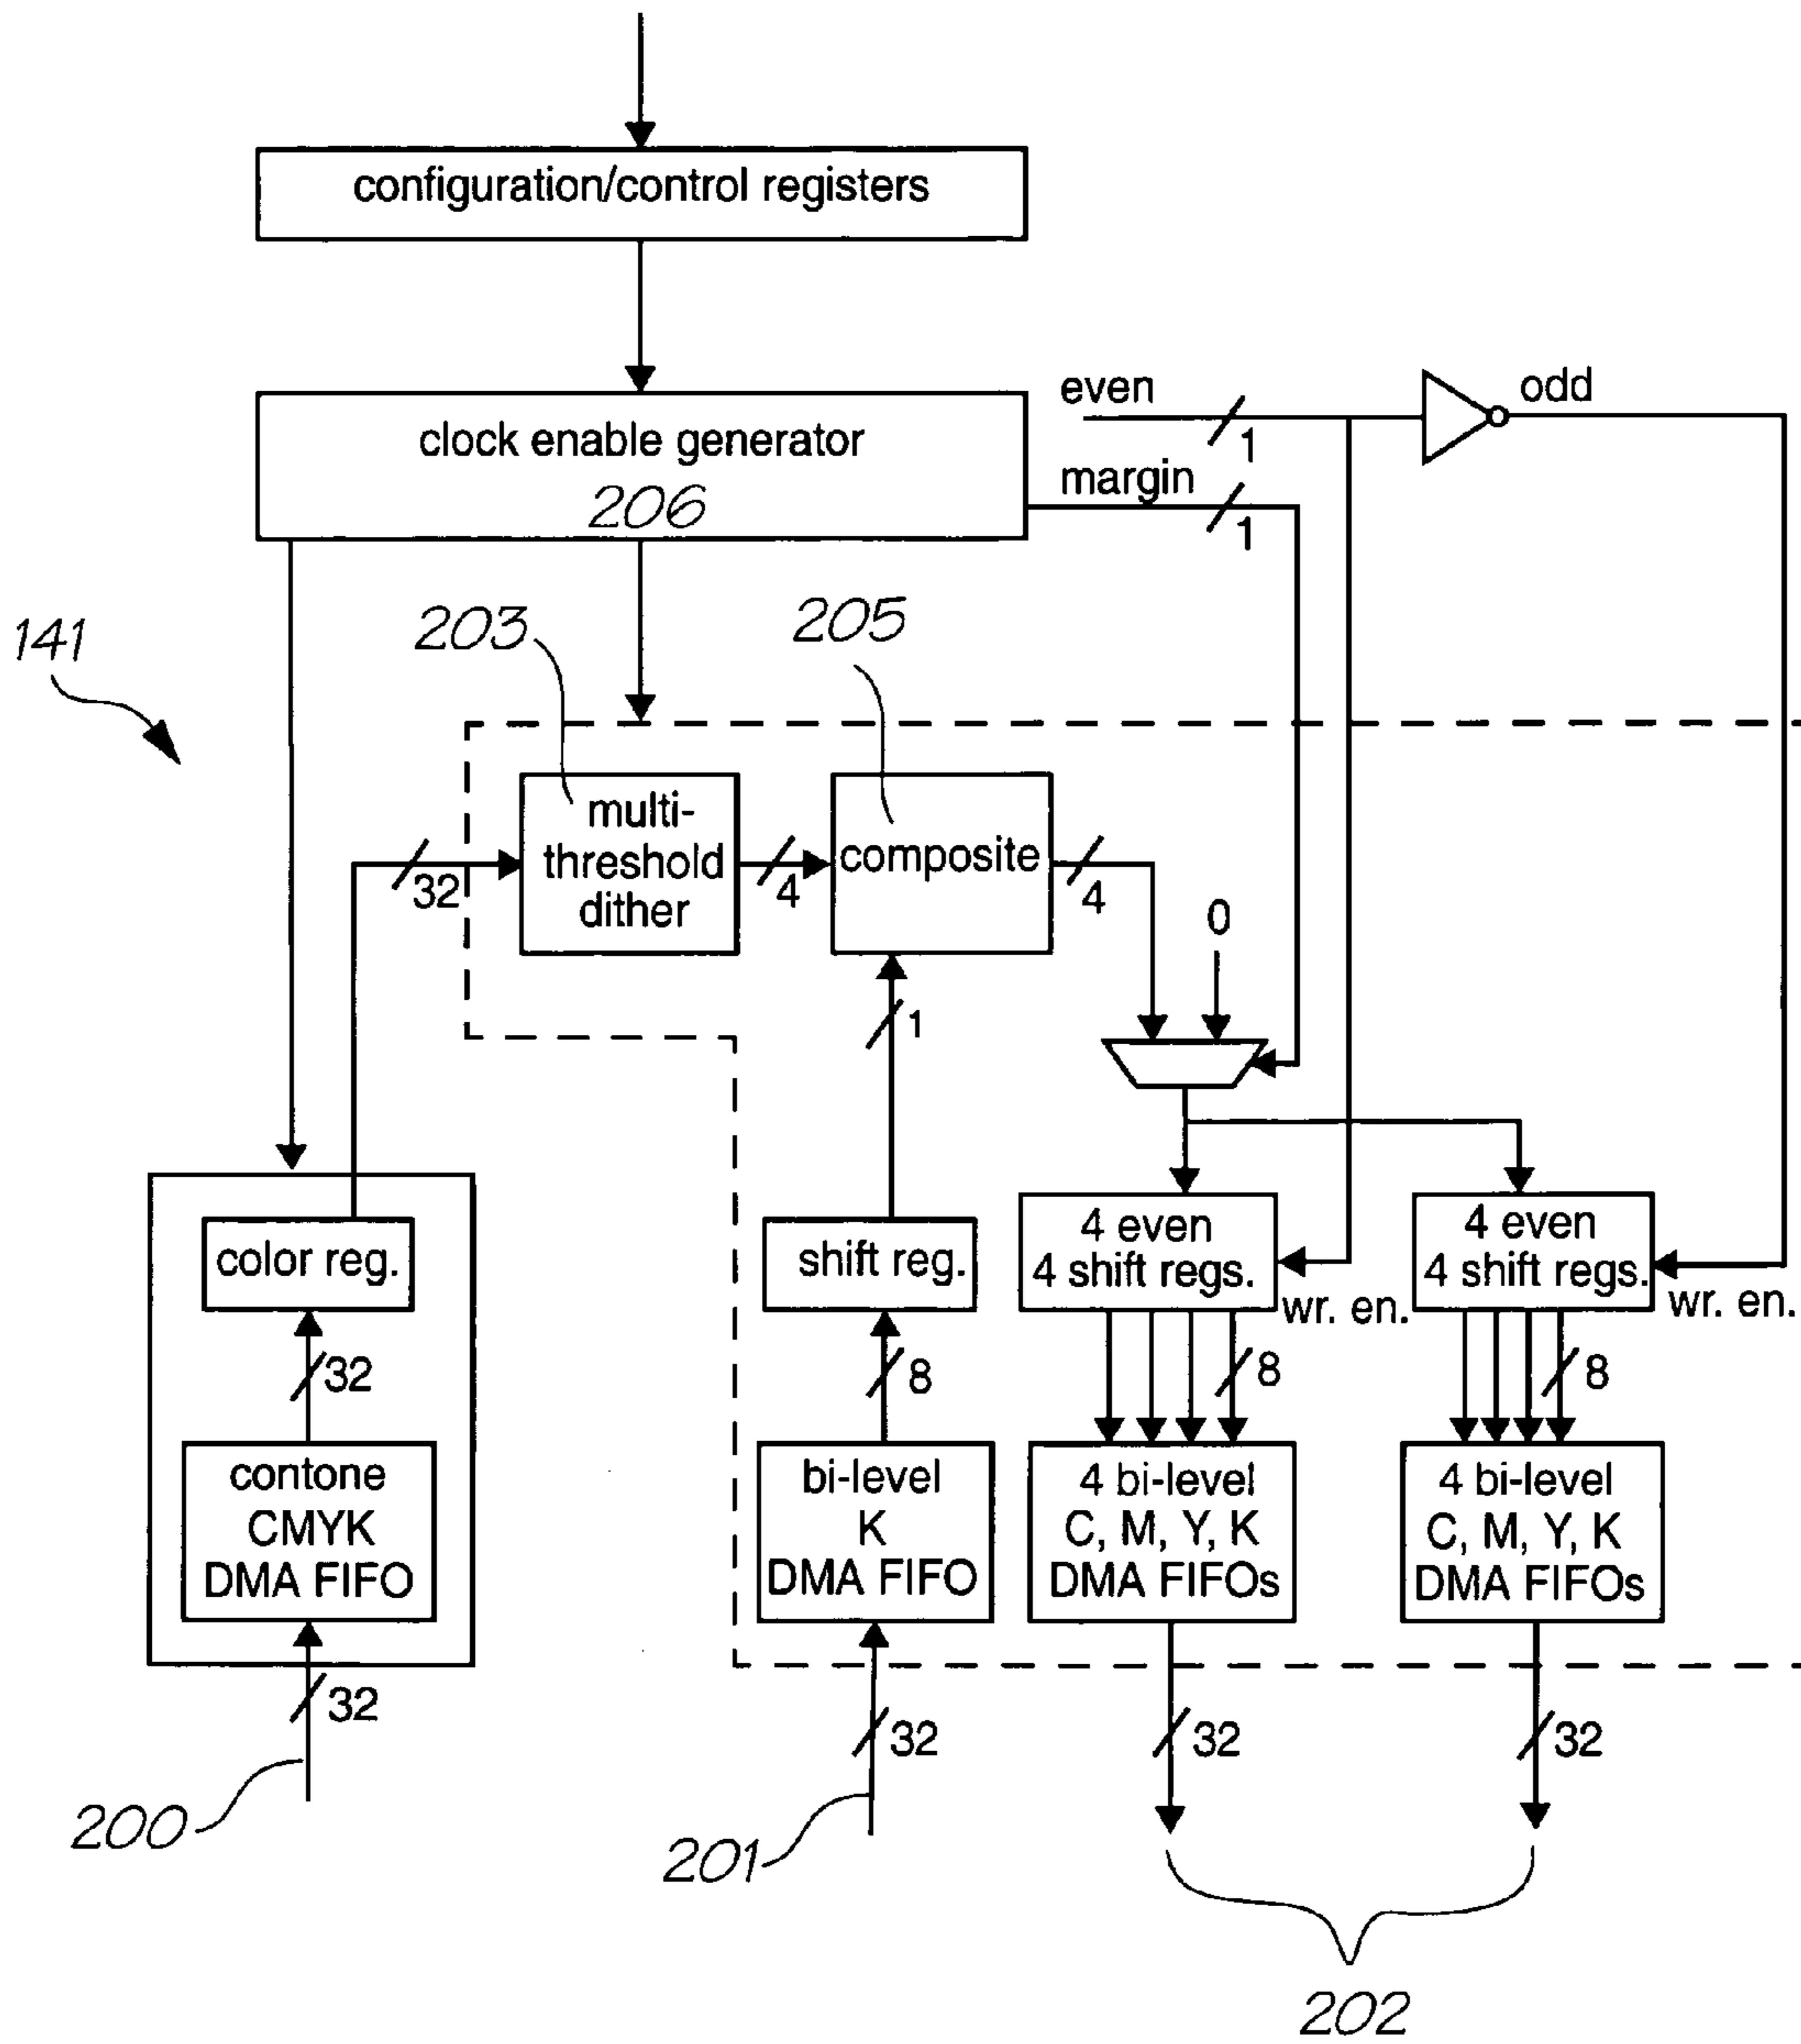 configuration/control registers
even
odd
1
clock enable generator
206
margin
1
141
203
205
multi-
threshold
dither
composite
32
4
4
0
1
color reg.
shift reg.
4 even
4 shift regs.
wr. en.
4 even
4 shift regs.
wr. en.
32
8
8
8
contone
CMYK
DMA FIFO
bi-level
K
DMA FIFO
4 bi-level
C, M, Y, K
DMA FIFOs
4 bi-level
C, M, Y, K
DMA FIFOs
32
32
32
32
200
201
202